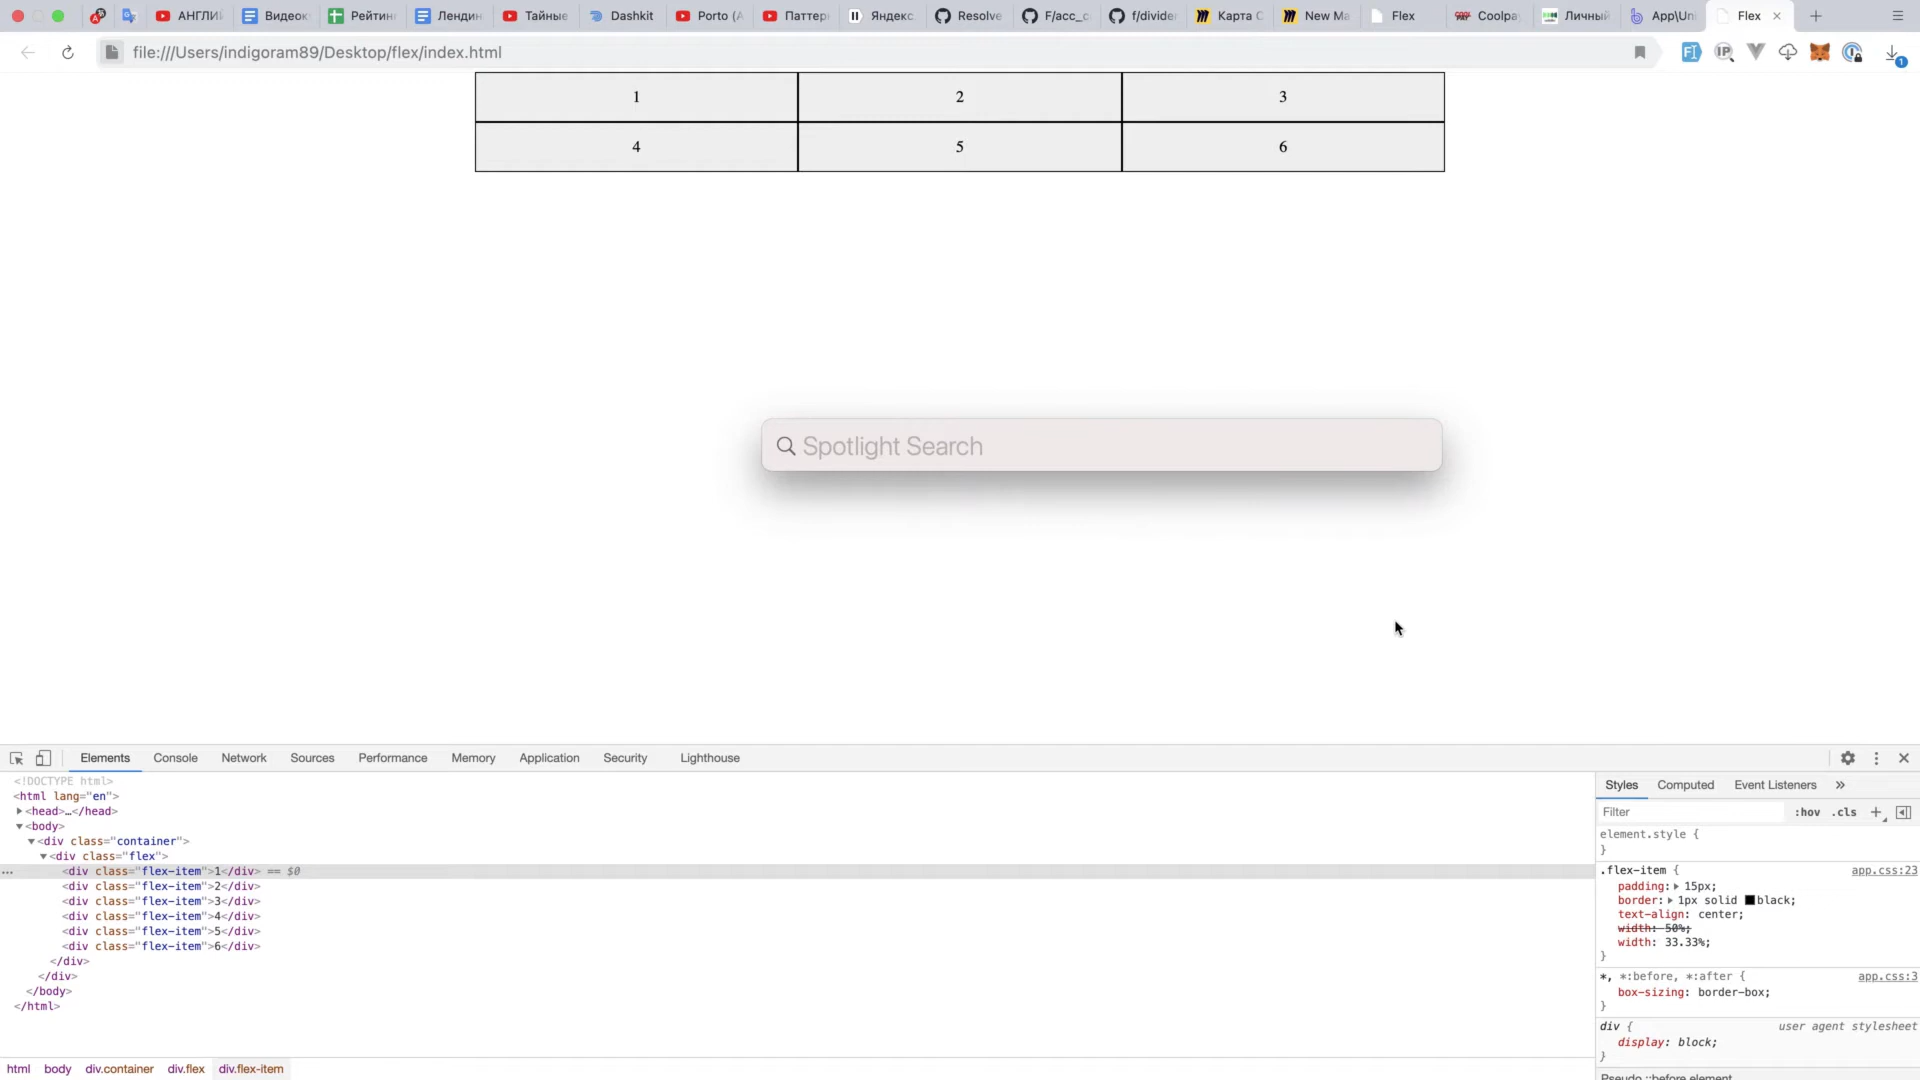 АНГЛИ Видеок Рейтин Лендин Тайные Dashkit Porto (A Паттер Яндекс Resolve F/acc_c f/divide Карта С New Ma Flex Coolpa Личный App\Uni Flex
file:///Users/indigoram89/Desktop/flex/index.html
1 2 3
4 5 6
Spotlight Search
Elements Console Network Sources Performance Memory Application Security Lighthouse
<!DOCTYPE html>
<html lang="en">
<head>…</head>
<body>
<div class="container">
<div class="flex">
<div class="flex-item">1</div> == $0
<div class="flex-item">2</div>
<div class="flex-item">3</div>
<div class="flex-item">4</div>
<div class="flex-item">5</div>
<div class="flex-item">6</div>
</div>
</div>
</body>
</html>
html body div.container div.flex div.flex-item
Styles Computed Event Listeners
Filter :hov .cls
element.style {
}
.flex-item { app.css:23
padding: 15px;
border: 1px solid black;
text-align: center;
width: 50%;
width: 33.33%;
}
*, *:before, *:after { app.css:3
box-sizing: border-box;
}
div { user agent stylesheet
display: block;
}
Pseudo ::before element